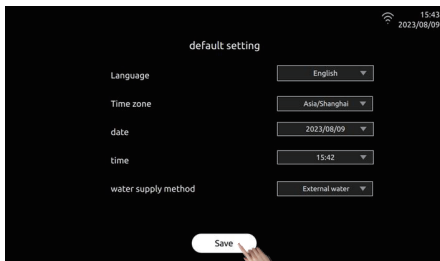 15:43
2023/08/09
default setting
Language English
Time zone Asia/Shanghai
date 2023/08/09
time 15:42
water supply method External water
Save